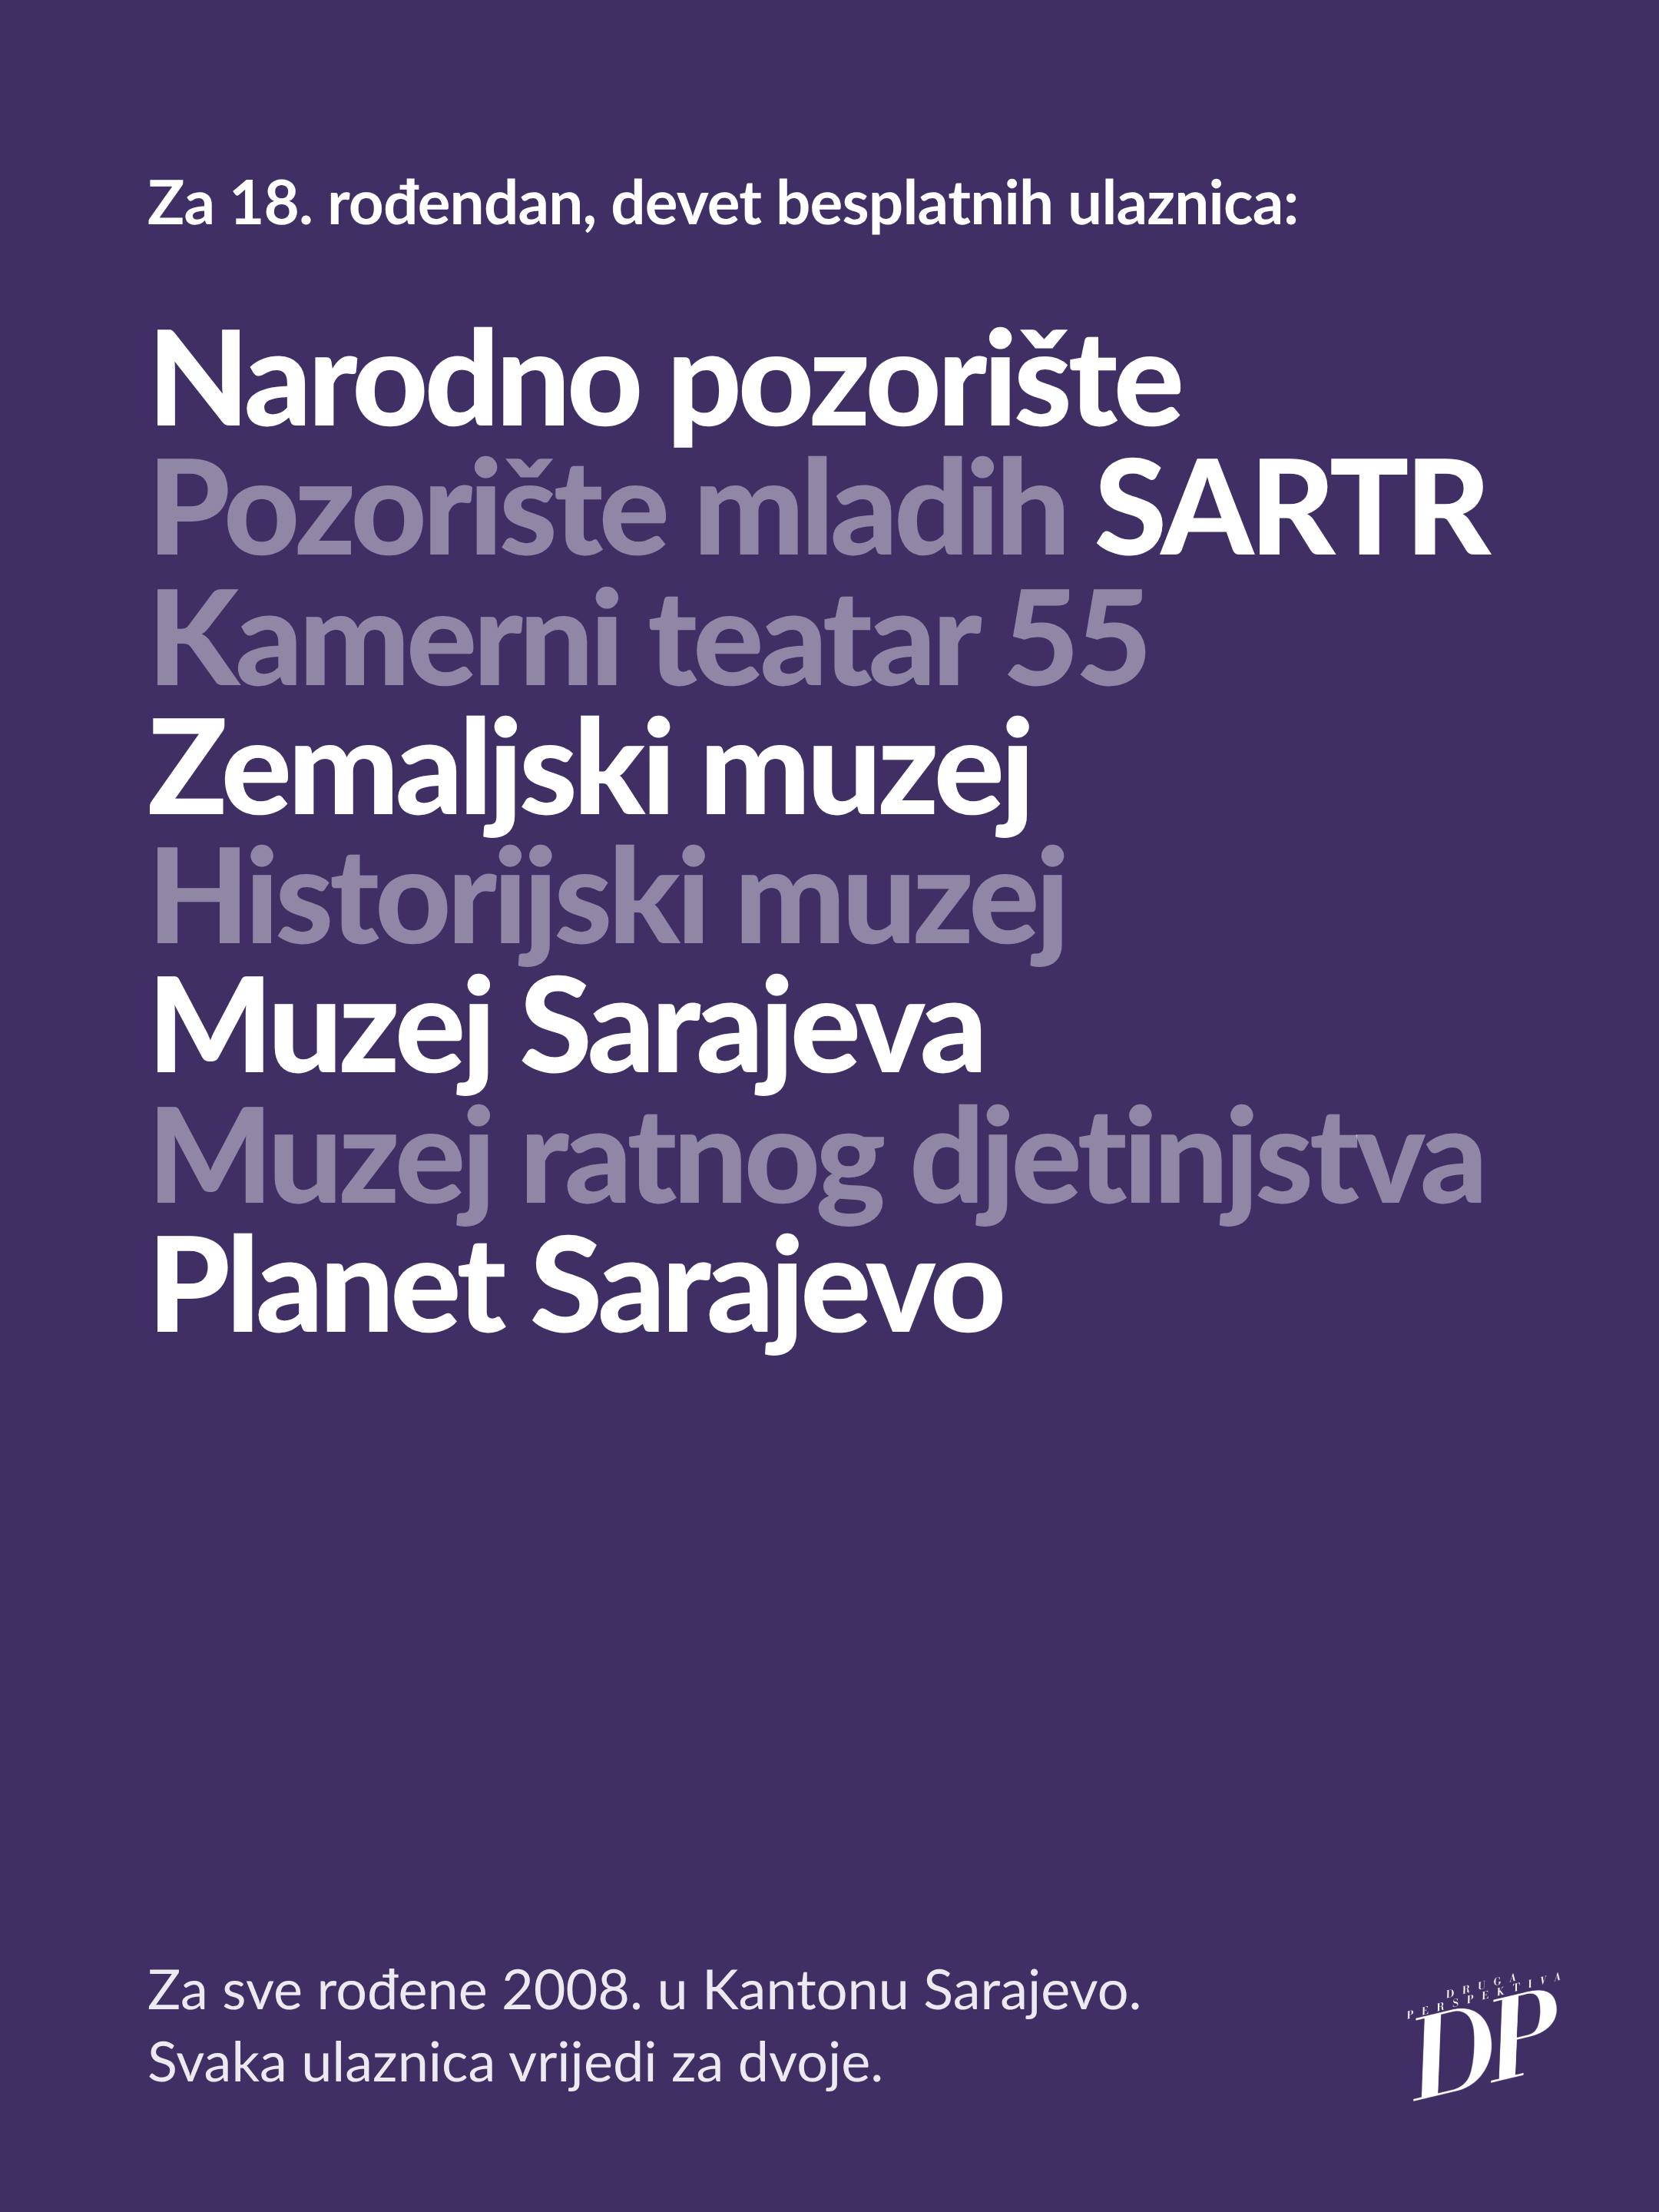 Za 18. rođendan, devet besplatnih ulaznica:
Narodno pozorište
Pozorište mladih SARTR
Kamerni teatar 55
Zemaljski muzej
Historijski muzej
Muzej Sarajeva
Muzej ratnog djetinjstva
Planet Sarajevo
Za sve rođene 2008. u Kantonu Sarajevo.
Svaka ulaznica vrijedi za dvoje.
DRUGA
PERSPEKTIVA
DP